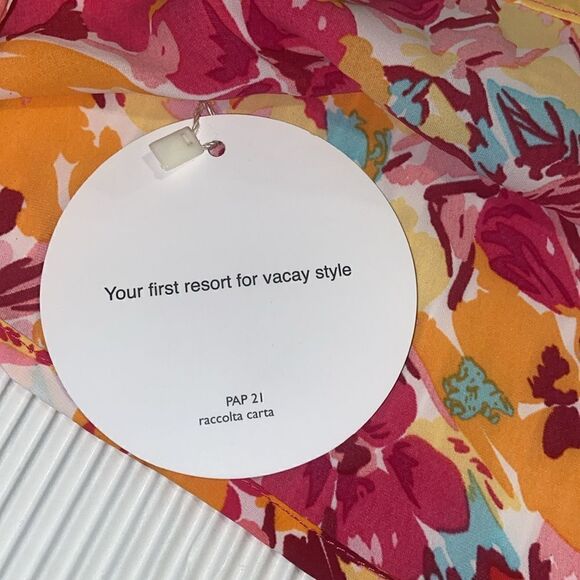 Your first resort for vacay style
PAP 21
raccolta carta